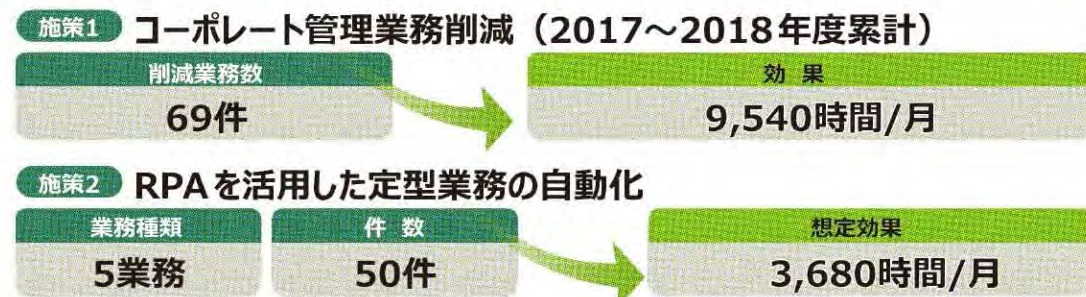 施策1 コーポレート管理業務削減（2017～2018年度累計）
削減業務数 効果
69件 9,540時間/月
施策2 RPAを活用した定型業務の自動化
業務種類 件数 想定効果
5業務 50件 3,680時間/月